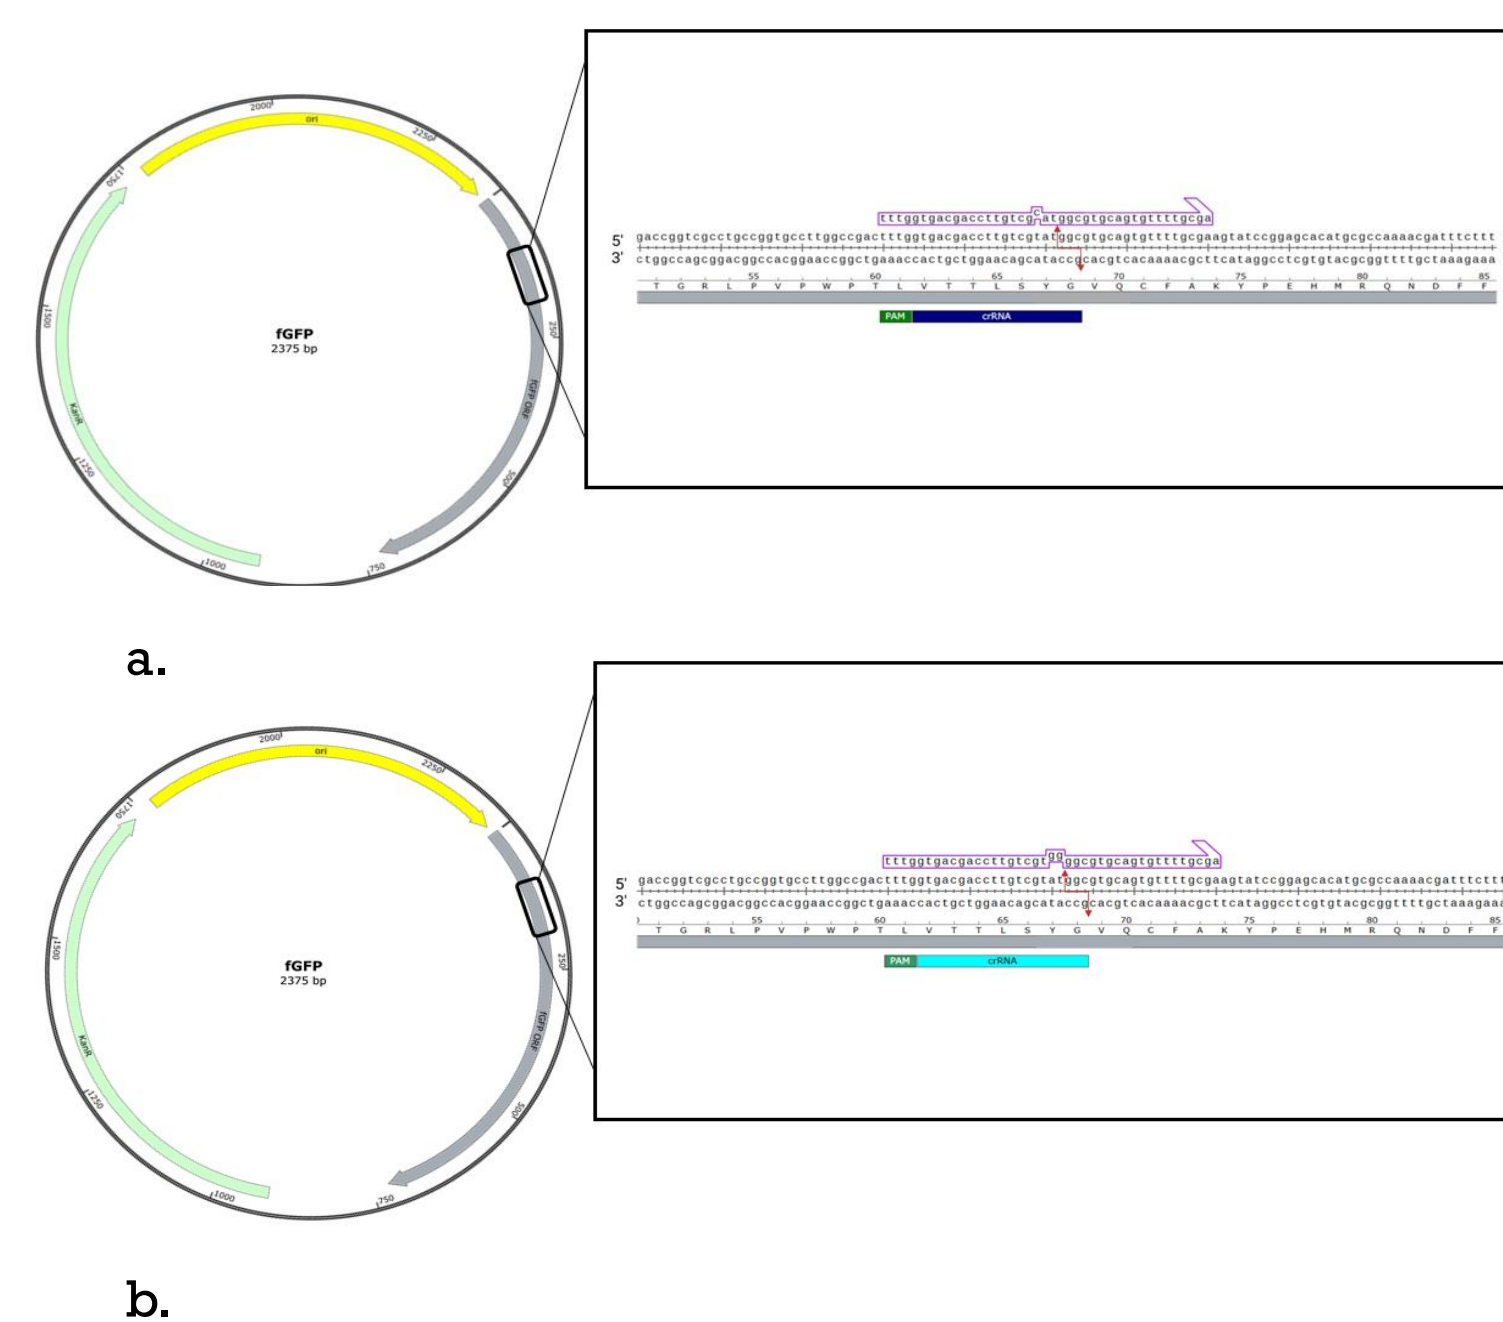 2000
ori
2250
1750
tttggtgacgaccttgtcgcatggcgtgcagtgttttgcga
5' gaccggtcgcctgccggtgccttggccgactttggtgacgaccttgtcgtatggcgtgcagtgttttgcgaagtatccggagcacatgcgccaaaacgatttcttt
3' ctggccagcggacggccacggaaccggctgaaaccactgctggaacagcataccgcacgtcacaaaacgcttcataggcctcgtgtacgcggttttgctaaagaaa
55 60 65 70 75 80 85
T G R L P V P W P T L V T T L S Y G V Q C F A K Y P E H M R Q N D F F
PAM crRNA
1500
250
fGFP
2375 bp
fGFP ORF
KanR
1250
500
1000
750
a.
2000
ori
2250
1750
tttggtgacgaccttgtcgtggggcgtgcagtgttttgcga
5' gaccggtcgcctgccggtgccttggccgactttggtgacgaccttgtcgtatggcgtgcagtgttttgcgaagtatccggagcacatgcgccaaaacgatttcttt
3' ctggccagcggacggccacggaaccggctgaaaccactgctggaacagcataccgcacgtcacaaaacgcttcataggcctcgtgtacgcggttttgctaaagaaa
55 60 65 70 75 80 85
T G R L P V P W P T L V T T L S Y G V Q C F A K Y P E H M R Q N D F F
PAM crRNA
1500
250
fGFP
2375 bp
fGFP ORF
KanR
1250
500
1000
750
b.